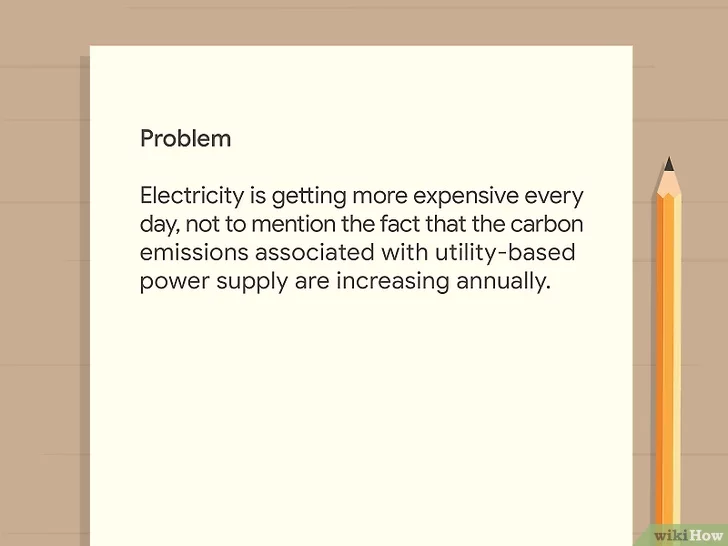 Problem
Electricity is getting more expensive every
day, not to mention the fact that the carbon
emissions associated with utility-based
power supply are increasing annually.
wikiHow